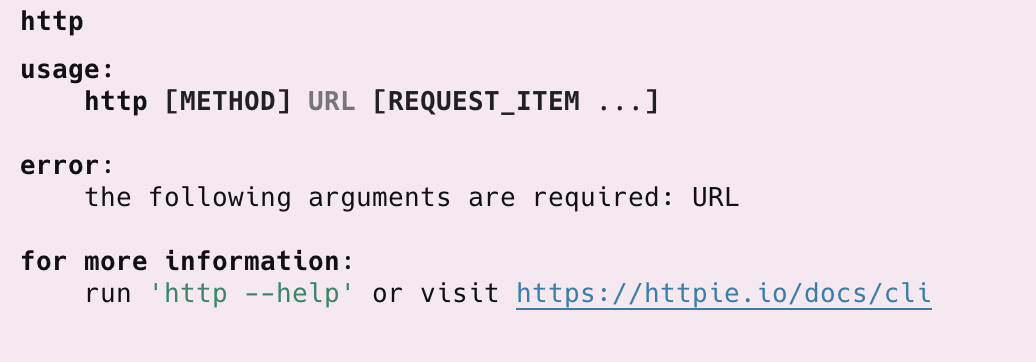 http
usage:
http [METHOD] URL [REQUEST_ITEM ...]
error:
the following arguments are required: URL
for more information:
run 'http --help' or visit https://httpie.io/docs/cli